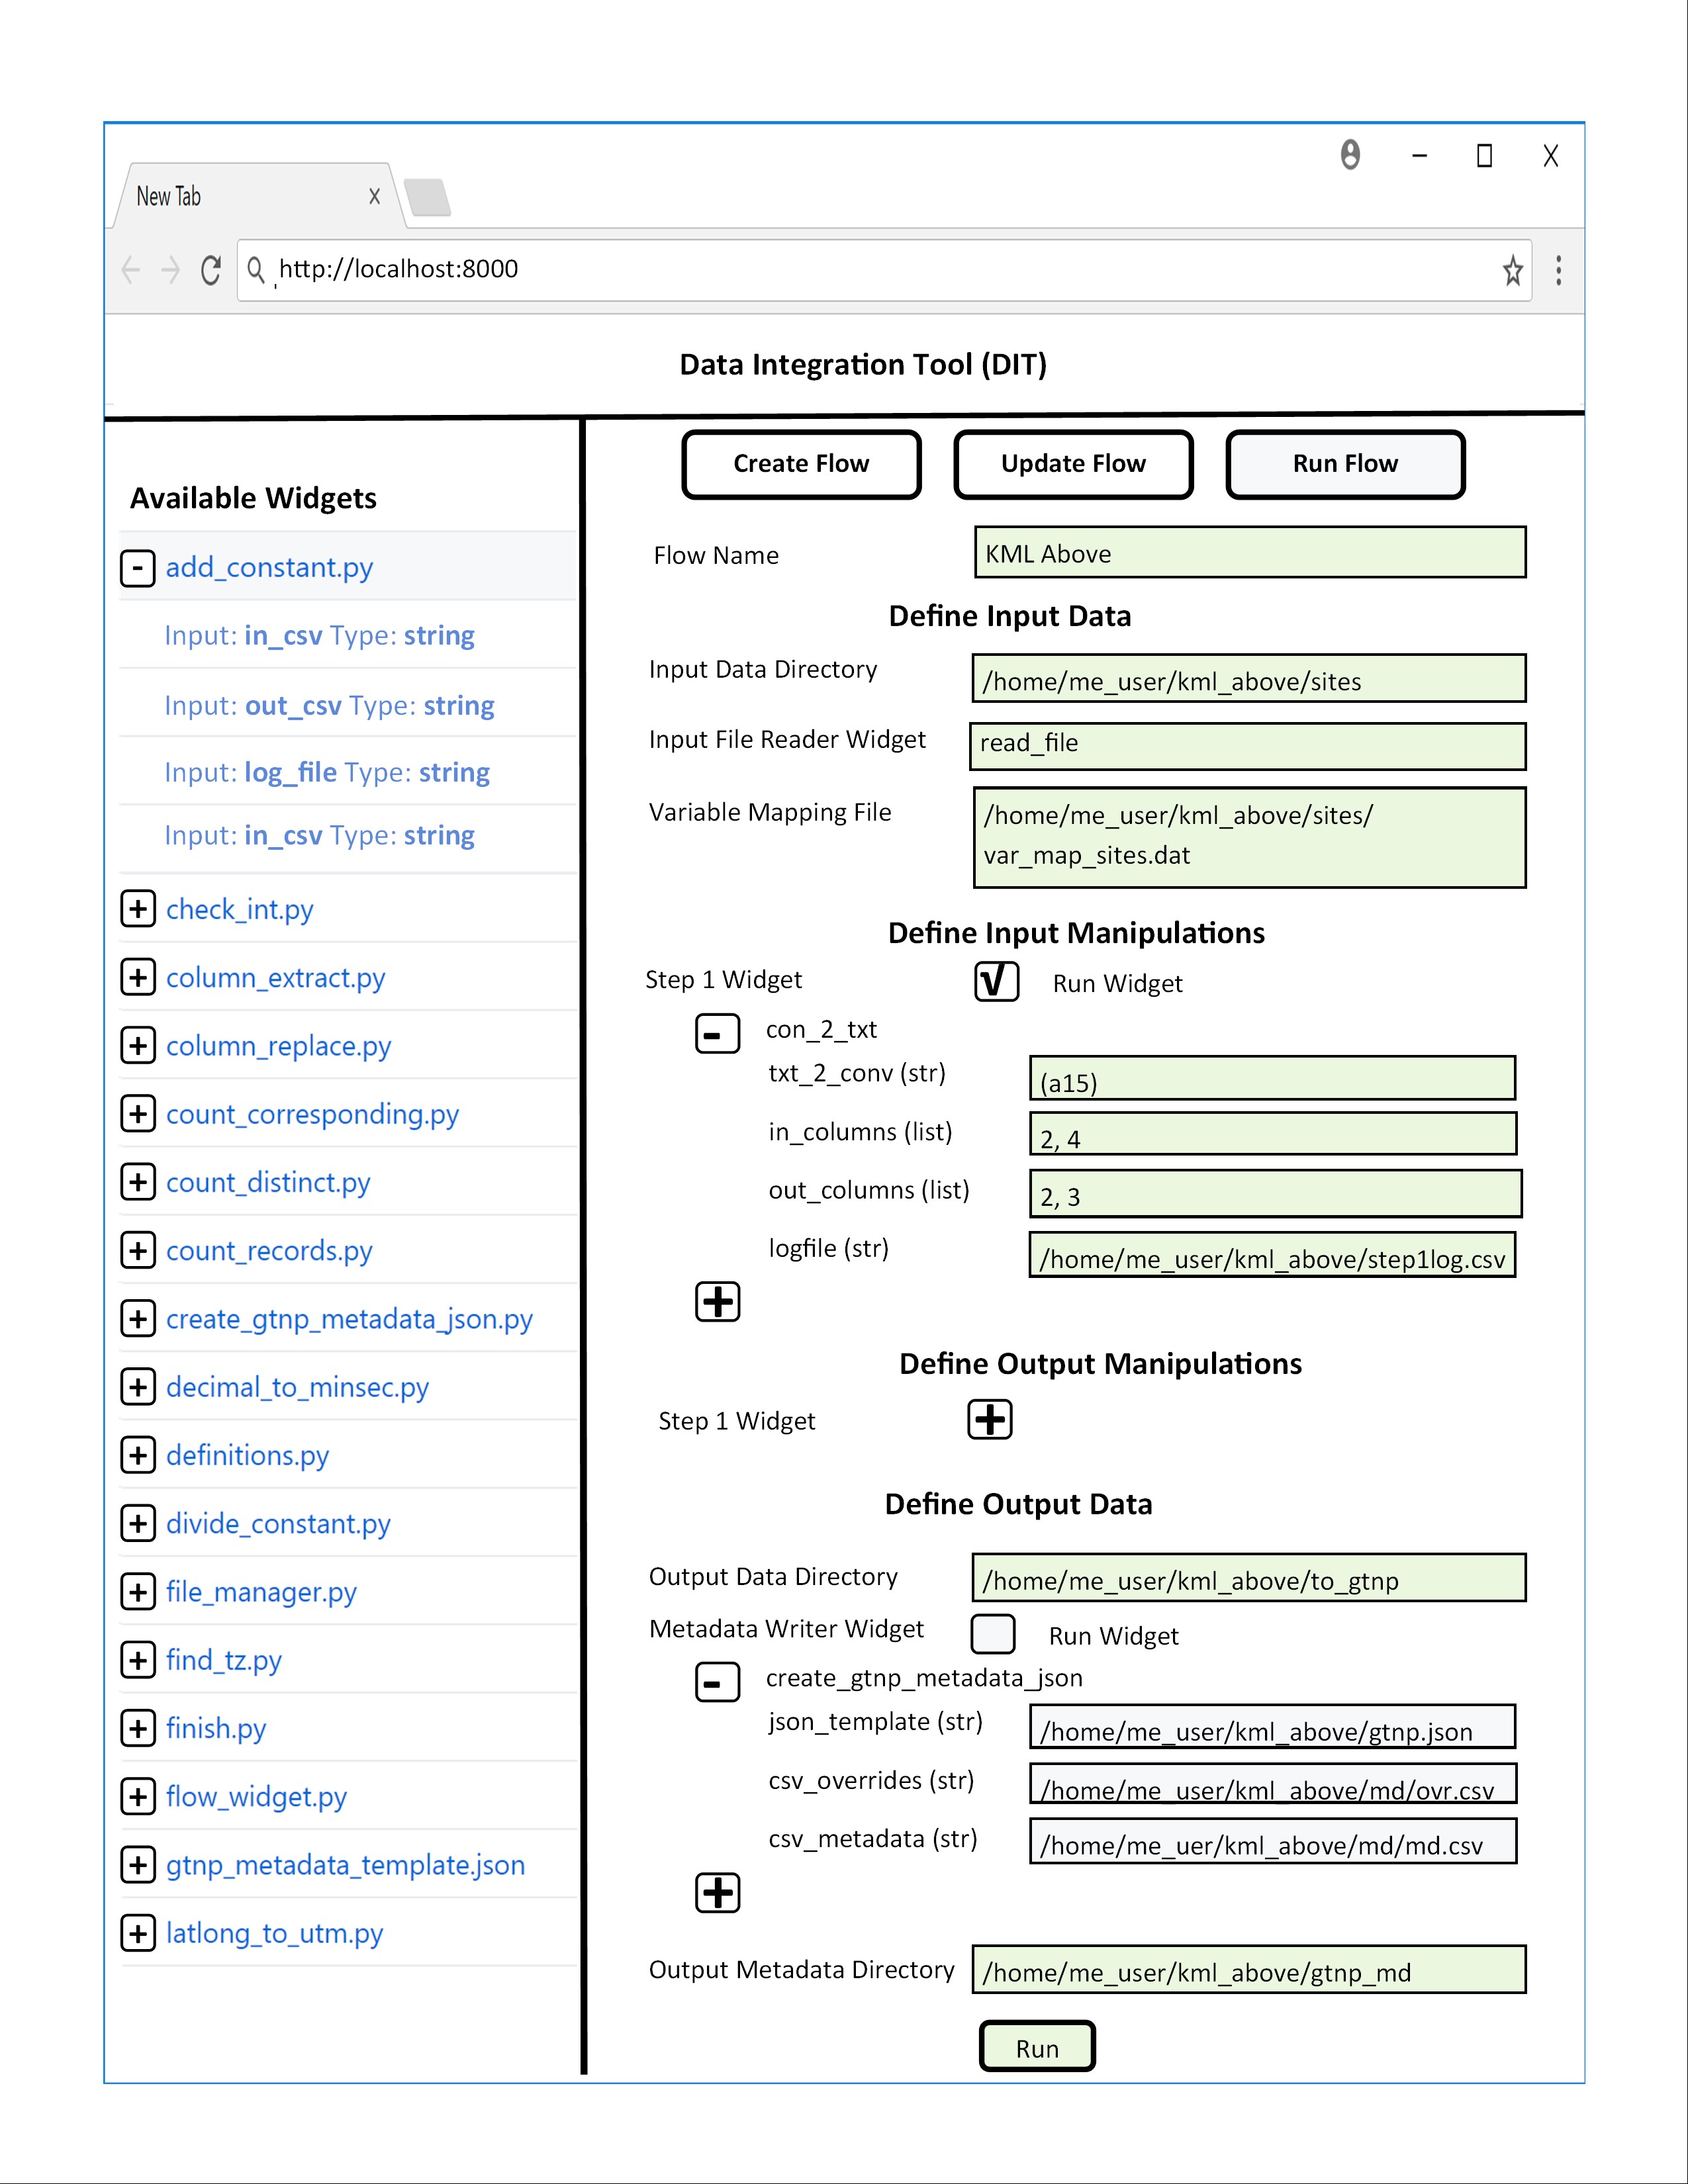 New Tab
http://localhost:8000
Data Integration Tool (DIT)
Available Widgets
- add_constant.py
Input: in_csv Type: string
Input: out_csv Type: string
Input: log_file Type: string
Input: in_csv Type: string
+ check_int.py
+ column_extract.py
+ column_replace.py
+ count_corresponding.py
+ count_distinct.py
+ count_records.py
+ create_gtnp_metadata_json.py
+ decimal_to_minsec.py
+ definitions.py
+ divide_constant.py
+ file_manager.py
+ find_tz.py
+ finish.py
+ flow_widget.py
+ gtnp_metadata_template.json
+ latlong_to_utm.py
Create Flow Update Flow Run Flow
Flow Name KML Above
Define Input Data
Input Data Directory /home/me_user/kml_above/sites
Input File Reader Widget read_file
Variable Mapping File /home/me_user/kml_above/sites/
var_map_sites.dat
Define Input Manipulations
Step 1 Widget √ Run Widget
- con_2_txt
txt_2_conv (str) (a15)
in_columns (list) 2, 4
out_columns (list) 2, 3
logfile (str) /home/me_user/kml_above/step1log.csv
+
Define Output Manipulations
Step 1 Widget +
Define Output Data
Output Data Directory /home/me_user/kml_above/to_gtnp
Metadata Writer Widget Run Widget
- create_gtnp_metadata_json
json_template (str) /home/me_user/kml_above/gtnp.json
csv_overrides (str) /home/me_user/kml_above/md/ovr.csv
csv_metadata (str) /home/me_uer/kml_above/md/md.csv
+
Output Metadata Directory /home/me_user/kml_above/gtnp_md
Run